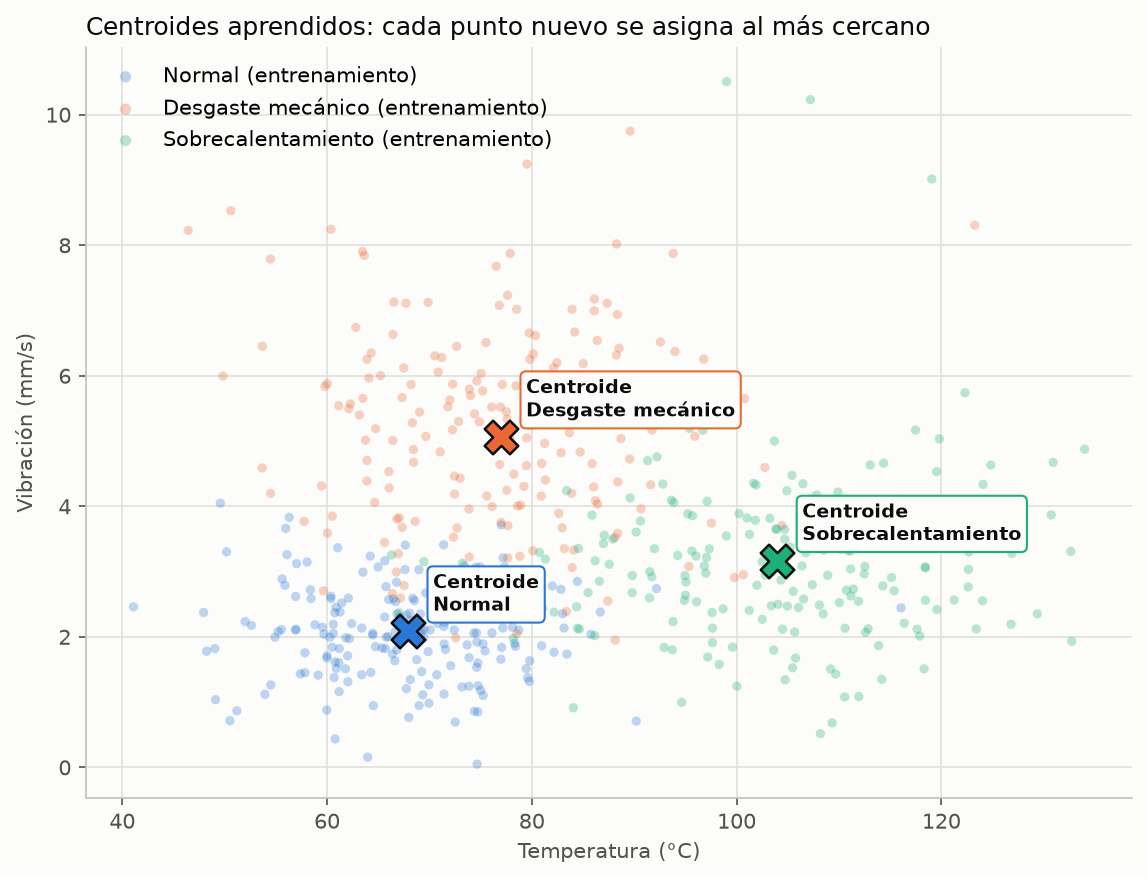 Centroides aprendidos: cada punto nuevo se asigna al más cercano
Normal (entrenamiento)
Desgaste mecánico (entrenamiento)
Sobrecalentamiento (entrenamiento)
10
8
6
4
2
0
Vibración (mm/s)
Centroide
Desgaste mecánico
Centroide
Sobrecalentamiento
Centroide
Normal
40 60 80 100 120
Temperatura (°C)